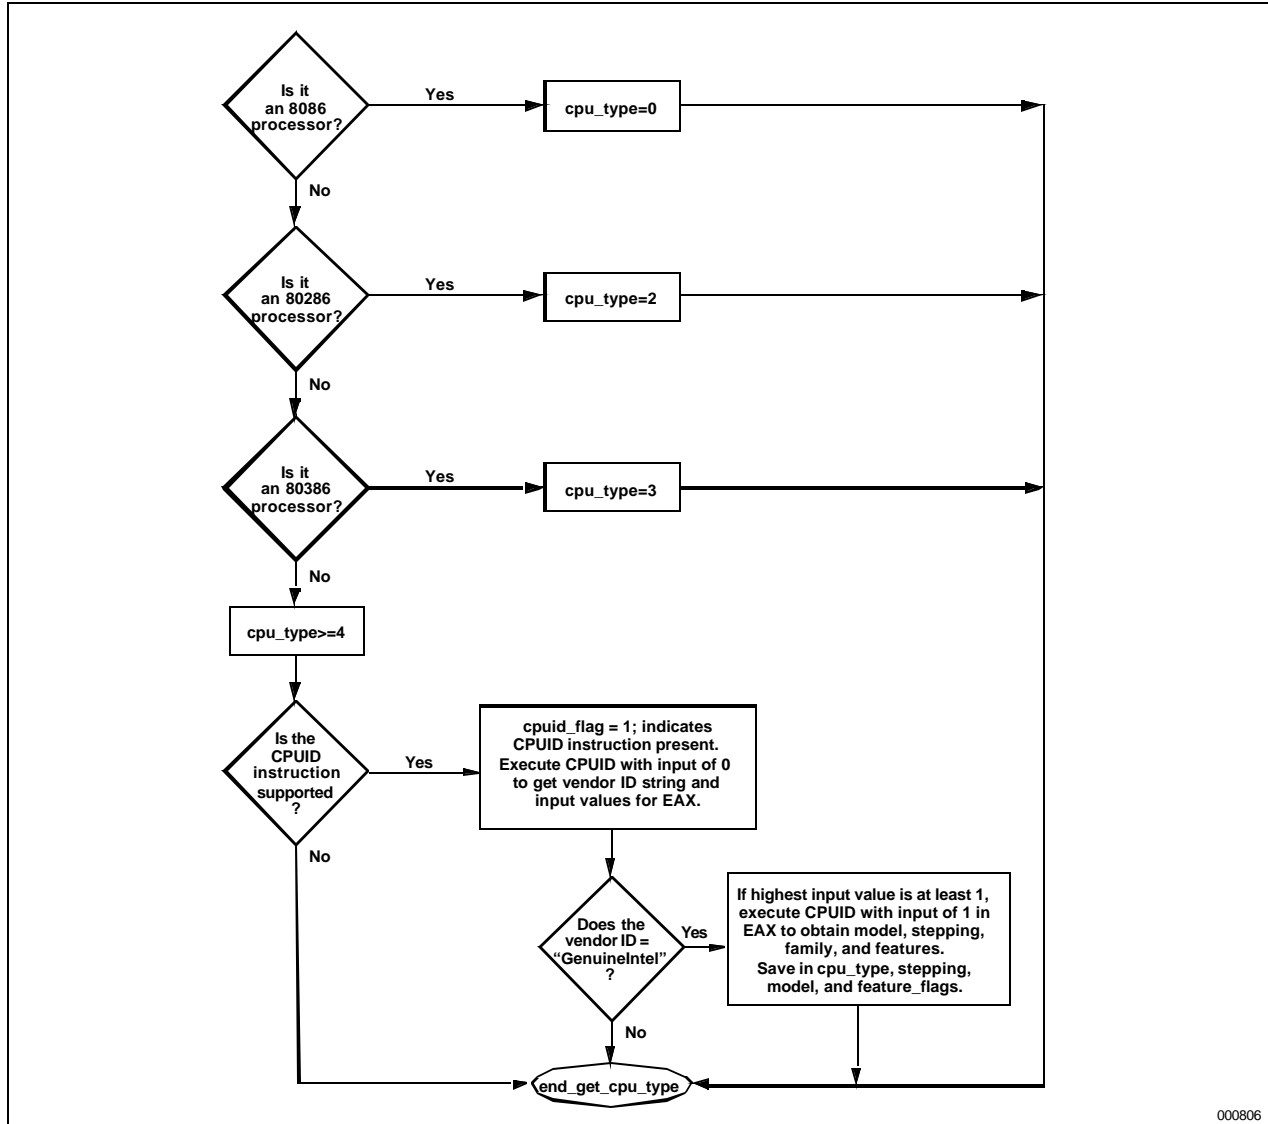 Is it
an 8086
processor?
Yes
cpu_type=0
No
Is it
an 80286
processor?
Yes
cpu_type=2
No
Is it
an 80386
processor?
Yes
cpu_type=3
No
cpu_type>=4
Is the
CPUID
instruction
supported
?
Yes
cpuid_flag = 1; indicates
CPUID instruction present.
Execute CPUID with input of 0
to get vendor ID string and
input values for EAX.
No
Does the
vendor ID =
“GenuineIntel”
?
Yes
If highest input value is at least 1,
execute CPUID with input of 1 in
EAX to obtain model, stepping,
family, and features.
Save in cpu_type, stepping,
model, and feature_flags.
No
end_get_cpu_type
000806